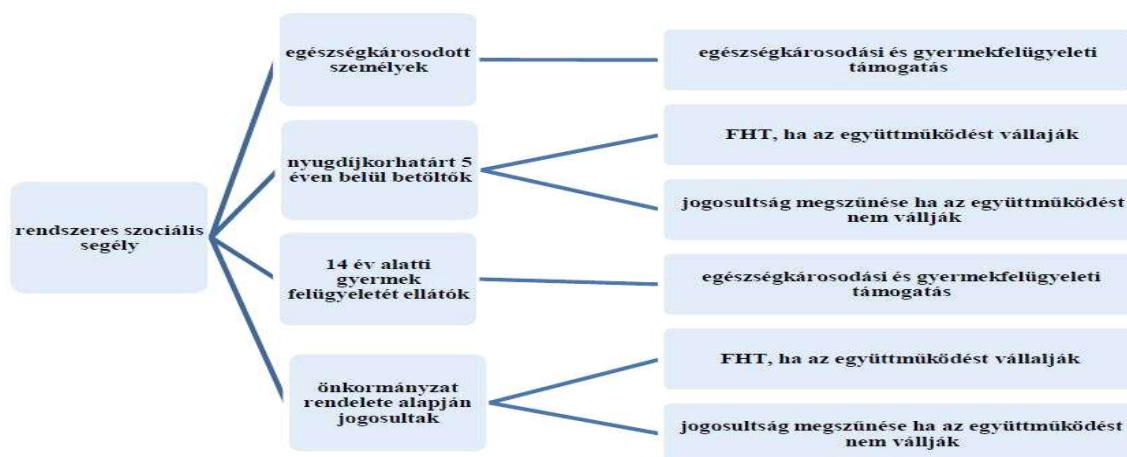 rendszeres szociális
segély
egészségkárosodott
személyek
egészségkárosodási és gyermekfelügyeleti
támogatás
nyugdíjkorhatárt 5
éven belül betöltők
FHT, ha az együttműködést vállaják
jogosultság megszűnése ha az együttműködést
nem vállják
14 év alatti
gyermek
felügyeletét ellátók
egészségkárosodási és gyermekfelügyeleti
támogatás
önkormányzat
rendelete alapján
jogosultak
FHT, ha az együttműködést vállalják
jogosultság megszűnése ha az együttműködést
nem vállják